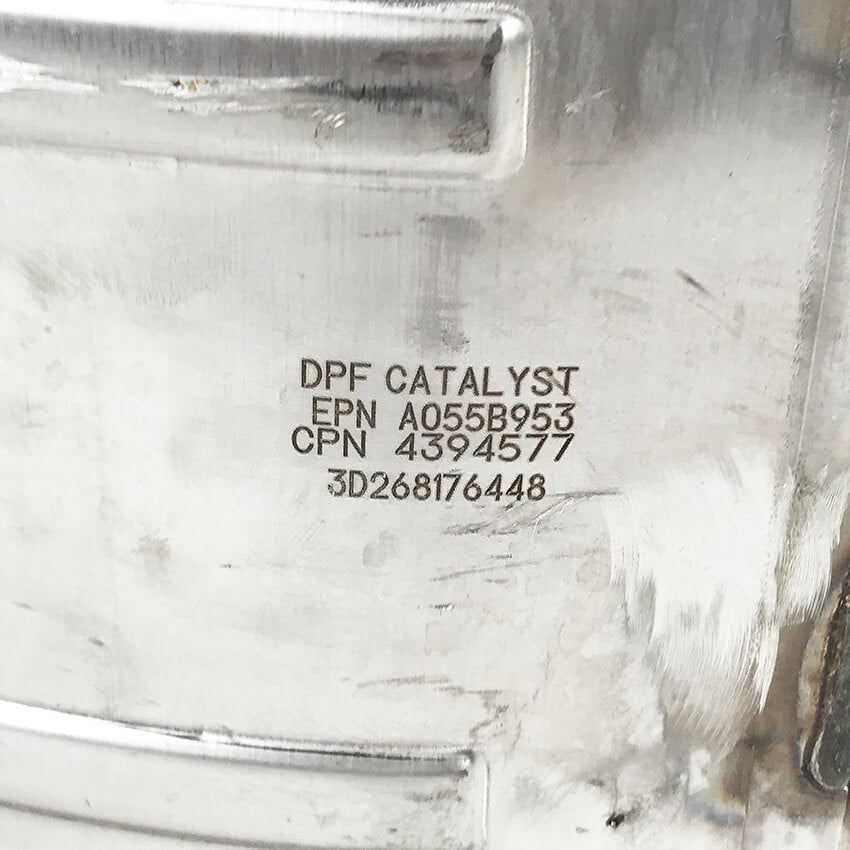 DPF CATALYST
EPN A055B953
CPN 4394577
3D268176448